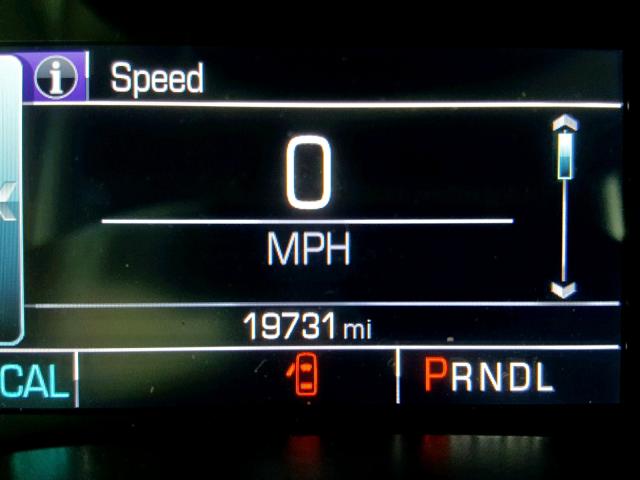 i Speed
0
MPH
19731 mi
CAL PRNDL